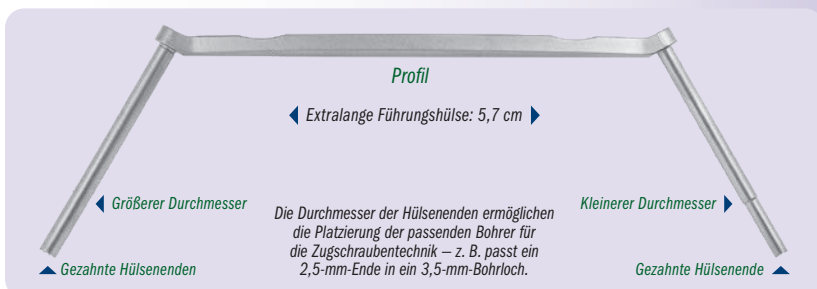 Profil
Extralange Führungshülse: 5,7 cm
Größerer Durchmesser
Kleinerer Durchmesser
Die Durchmesser der Hülsenenden ermöglichen
die Platzierung der passenden Bohrer für
die Zugschraubentechnik – z. B. passt ein
2,5-mm-Ende in ein 3,5-mm-Bohrloch.
Gezahnte Hülsenenden
Gezahnte Hülsenende